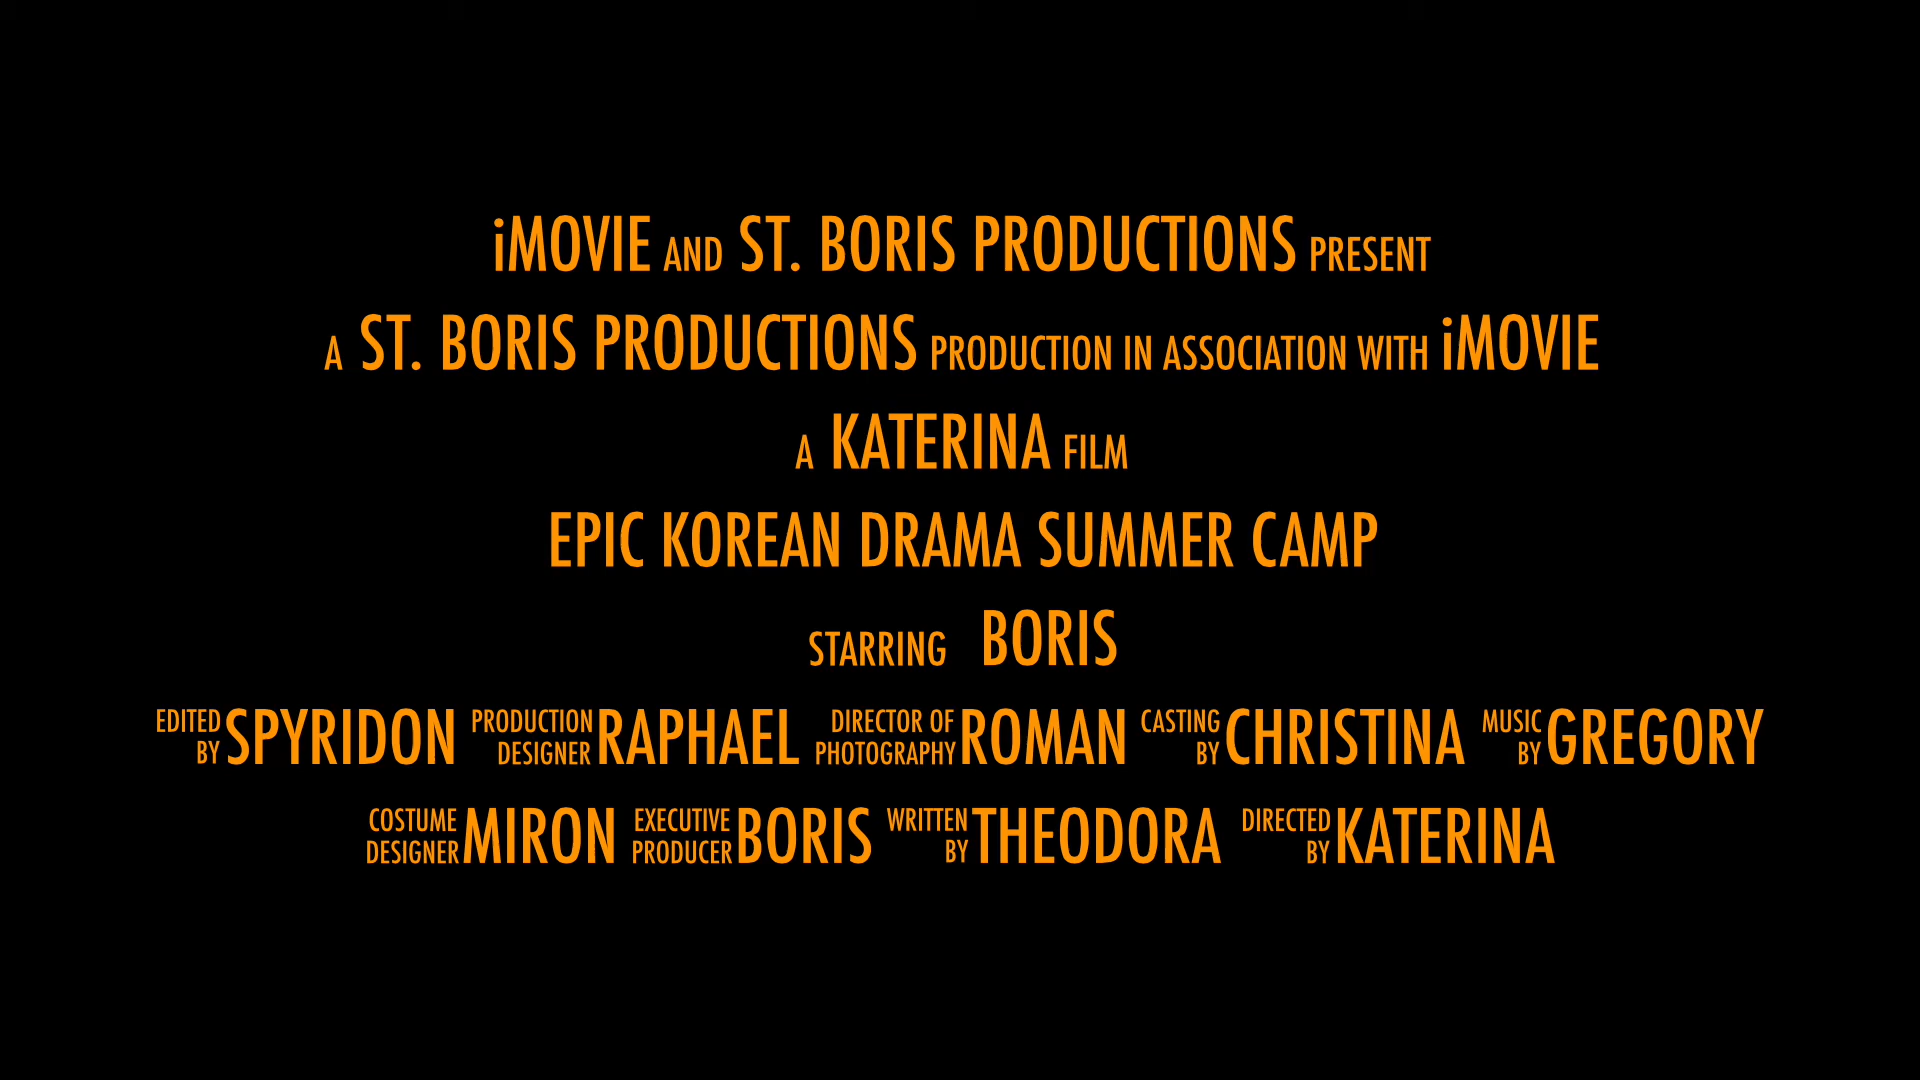 iMOVIE AND ST. BORIS PRODUCTIONS PRESENT
A ST. BORIS PRODUCTIONS PRODUCTION IN ASSOCIATION WITH iMOVIE
A KATERINA FILM
EPIC KOREAN DRAMA SUMMER CAMP
STARRING BORIS
EDITED BY SPYRIDON PRODUCTION DESIGNER RAPHAEL DIRECTOR OF PHOTOGRAPHY ROMAN CASTING BY CHRISTINA MUSIC BY GREGORY
COSTUME DESIGNER MIRON EXECUTIVE PRODUCER BORIS WRITTEN BY THEODORA DIRECTED BY KATERINA